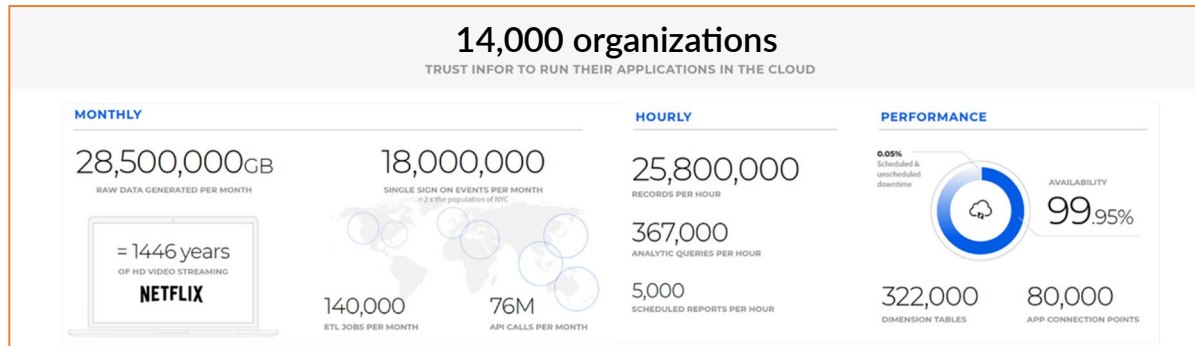 14,000 organizations
TRUST INFOR TO RUN THEIR APPLICATIONS IN THE CLOUD
MONTHLY
28,500,000GB
RAW DATA GENERATED PER MONTH
= 1446 years
OF HD VIDEO STREAMING
NETFLIX
18,000,000
SINGLE SIGN ON EVENTS PER MONTH
= 2 x the population of NYC
140,000
ETL JOBS PER MONTH
76M
API CALLS PER MONTH
HOURLY
25,800,000
RECORDS PER HOUR
367,000
ANALYTIC QUERIES PER HOUR
5,000
SCHEDULED REPORTS PER HOUR
PERFORMANCE
0.05%
Scheduled &
unscheduled
downtime
AVAILABILITY
99.95%
322,000
DIMENSION TABLES
80,000
APP CONNECTION POINTS